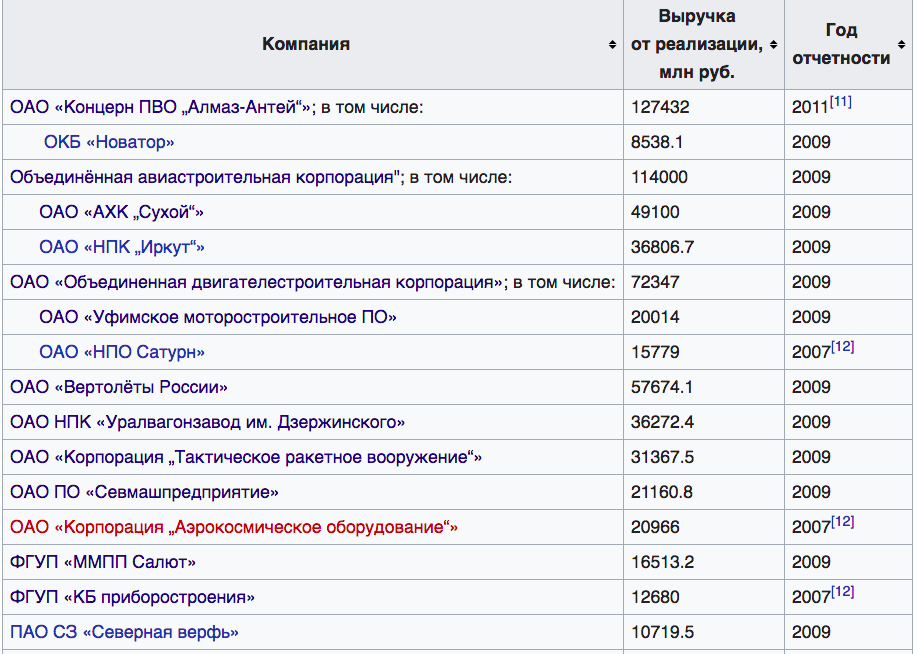 Компания Выручка от реализации, млн руб. Год отчетности
ОАО «Концерн ПВО „Алмаз-Антей“»; в том числе: 127432 2011[11]
ОКБ «Новатор» 8538.1 2009
Объединённая авиастроительная корпорация"; в том числе: 114000 2009
ОАО «АХК „Сухой“» 49100 2009
ОАО «НПК „Иркут“» 36806.7 2009
ОАО «Объединенная двигателестроительная корпорация»; в том числе: 72347 2009
ОАО «Уфимское моторостроительное ПО» 20014 2009
ОАО «НПО Сатурн» 15779 2007[12]
ОАО «Вертолёты России» 57674.1 2009
ОАО НПК «Уралвагонзавод им. Дзержинского» 36272.4 2009
ОАО «Корпорация „Тактическое ракетное вооружение“» 31367.5 2009
ОАО ПО «Севмашпредприятие» 21160.8 2009
ОАО «Корпорация „Аэрокосмическое оборудование“» 20966 2007[12]
ФГУП «ММПП Салют» 16513.2 2009
ФГУП «КБ приборостроения» 12680 2007[12]
ПАО СЗ «Северная верфь» 10719.5 2009